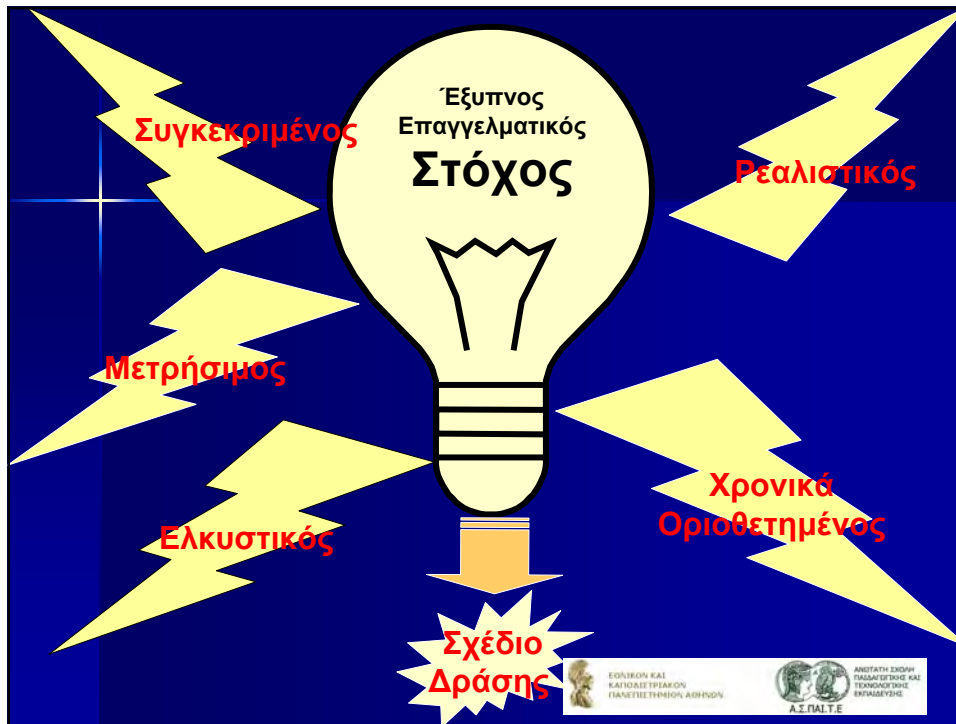 Έξυπνος
Επαγγελματικός
Στόχος
Συγκεκριμένος
Ρεαλιστικός
Μετρήσιμος
Ελκυστικός
Χρονικά
Οριοθετημένος
Σχέδιο
Δράσης
ΕΘΝΙΚΟΝ ΚΑΙ
ΚΑΠΟΔΙΣΤΡΙΑΚΟΝ
ΠΑΝΕΠΙΣΤΗΜΙΟΝ ΑΘΗΝΩΝ
Α.Σ.ΠΑΙ.Τ.Ε
ΑΝΩΤΑΤΗ ΣΧΟΛΗ
ΠΑΙΔΑΓΩΓΙΚΗΣ ΚΑΙ
ΤΕΧΝΟΛΟΓΙΚΗΣ
ΕΚΠΑΙΔΕΥΣΗΣ